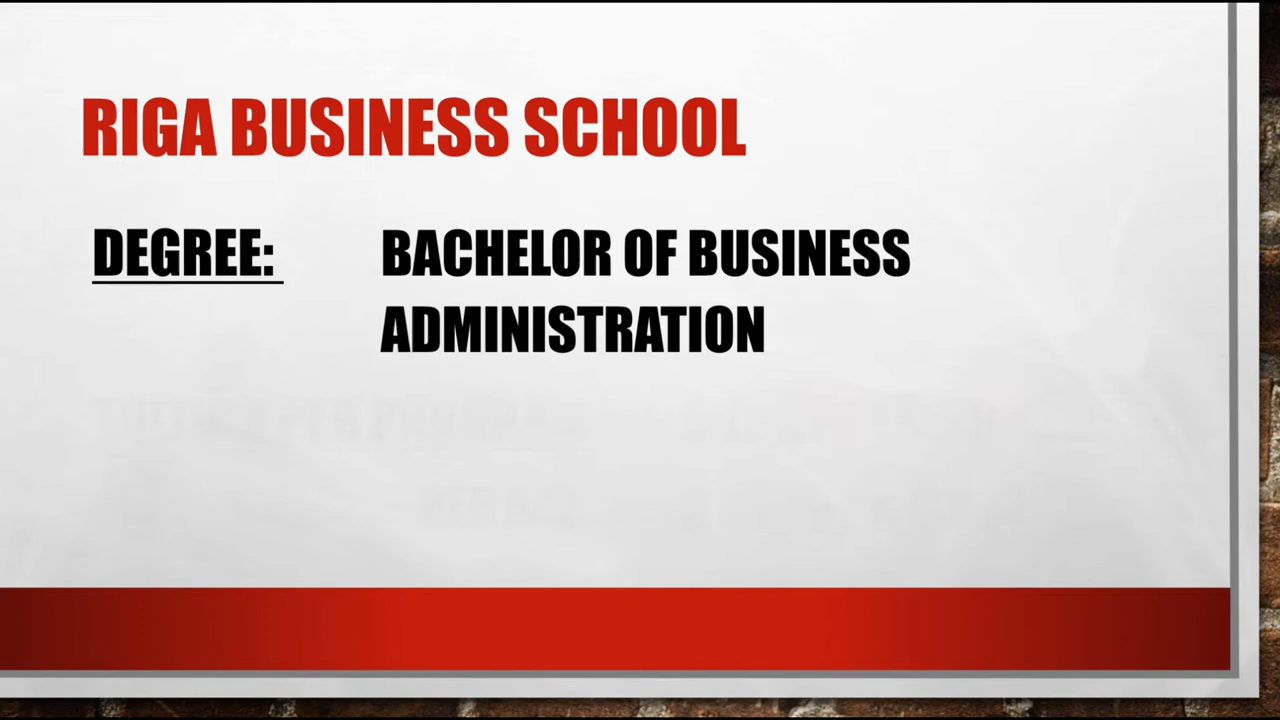 RIGA BUSINESS SCHOOL
DEGREE: BACHELOR OF BUSINESS
ADMINISTRATION